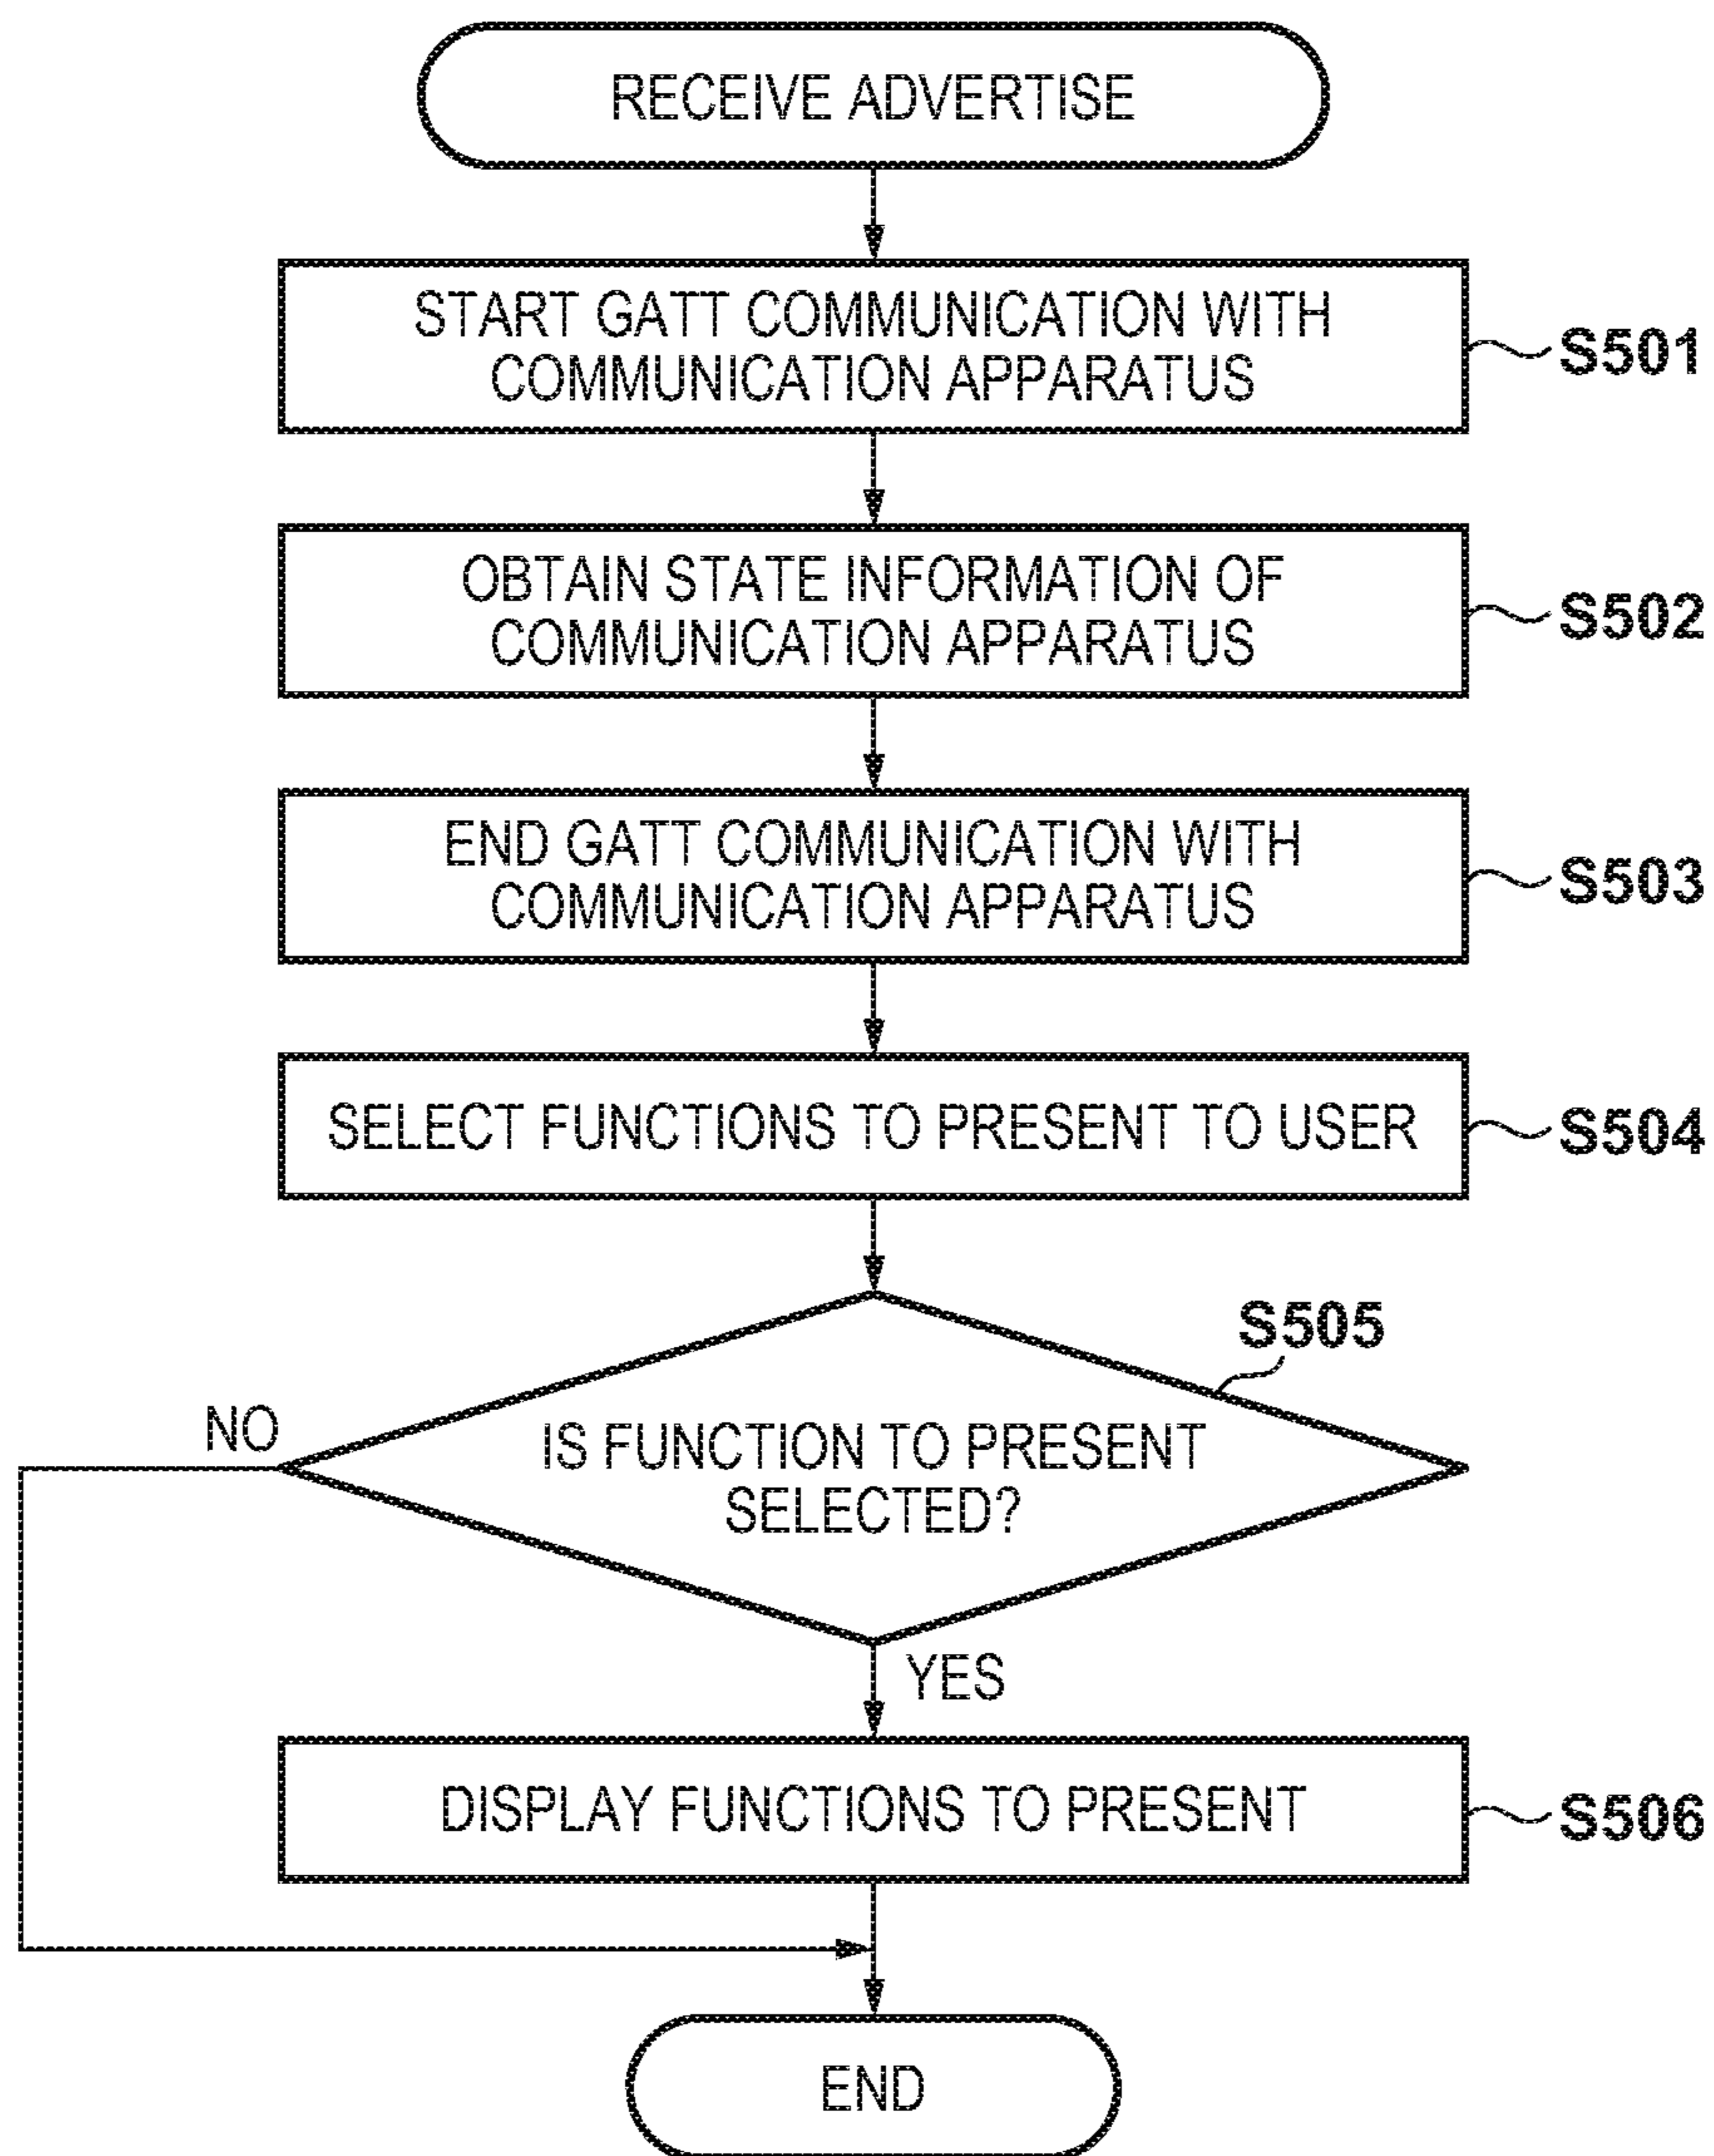 RECEIVE ADVERTISE
START GATT COMMUNICATION WITH
COMMUNICATION APPARATUS
S501
OBTAIN STATE INFORMATION OF
COMMUNICATION APPARATUS
S502
END GATT COMMUNICATION WITH
COMMUNICATION APPARATUS
S503
SELECT FUNCTIONS TO PRESENT TO USER
S504
S505
IS FUNCTION TO PRESENT
SELECTED?
NO
YES
DISPLAY FUNCTIONS TO PRESENT
S506
END